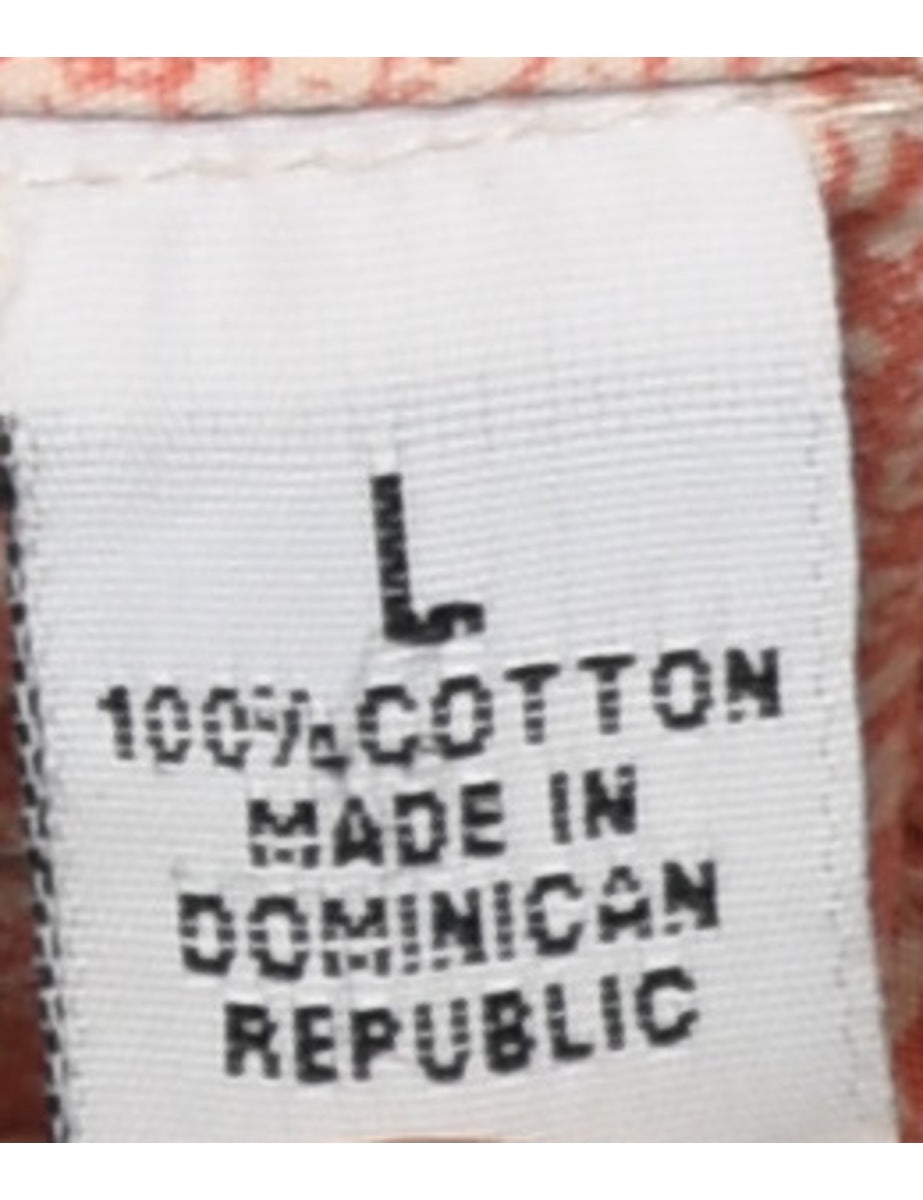 L
100% COTTON
MADE IN
DOMINICAN
REPUBLIC